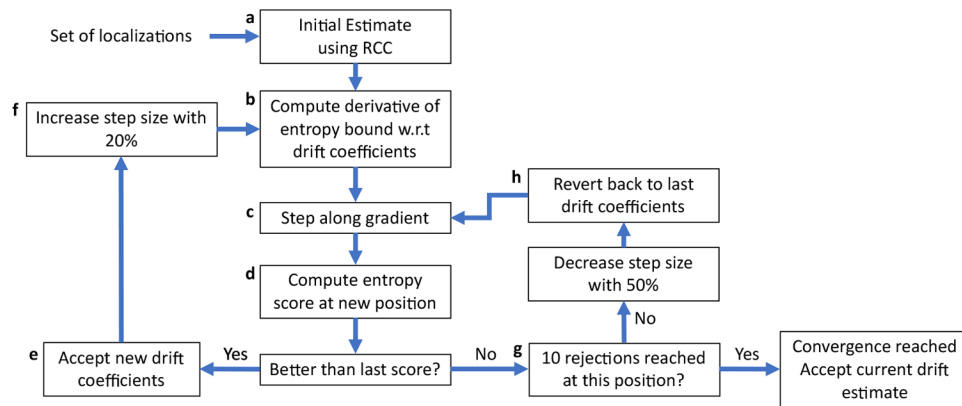 a
Set of localizations
Initial Estimate
using RCC
f
Increase step size with
20%
b
Compute derivative of
entropy bound w.r.t
drift coefficients
c
Step along gradient
h
Revert back to last
drift coefficients
d
Compute entropy
score at new position
Decrease step size
with 50%
No
e
Accept new drift
coefficients
Yes
Better than last score?
No
g
10 rejections reached
at this position?
Yes
Convergence reached
Accept current drift
estimate